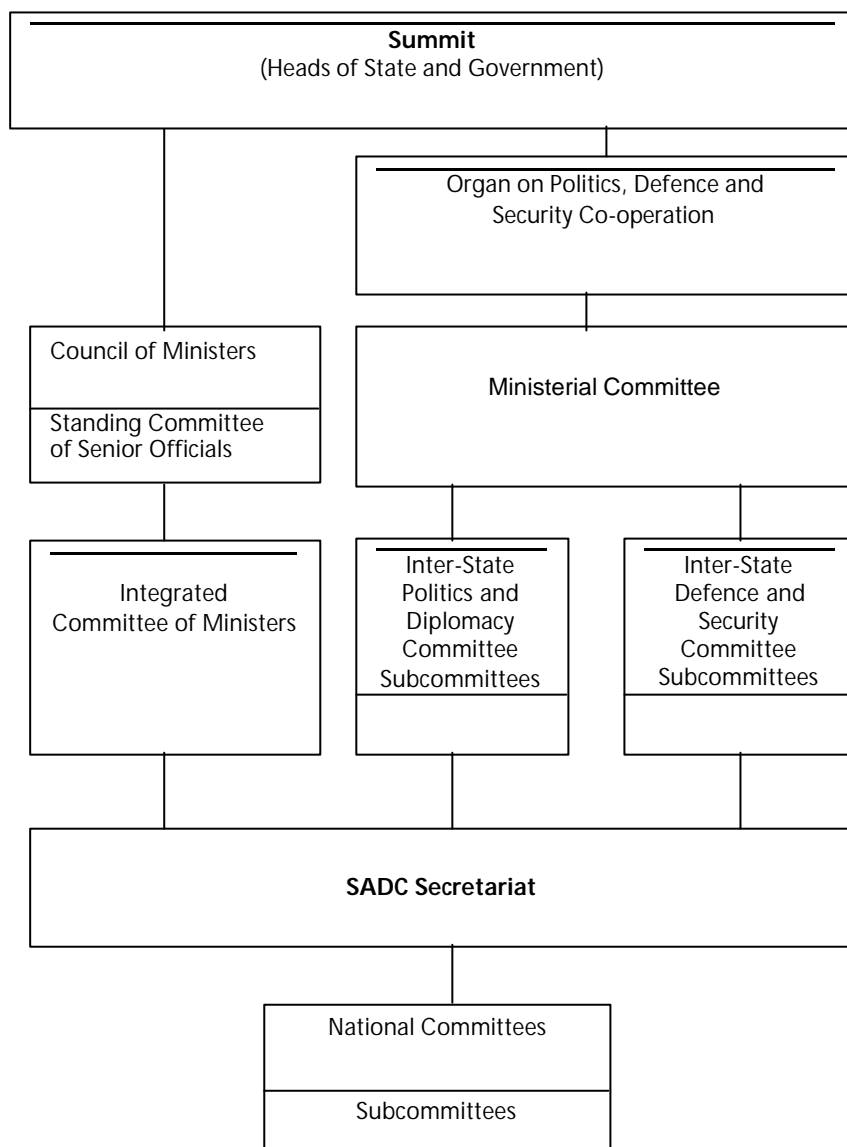 Summit
(Heads of State and Government)
Organ on Politics, Defence and
Security Co-operation
Council of Ministers
Standing Committee
of Senior Officials
Ministerial Committee
Integrated
Committee of Ministers
Inter-State
Politics and
Diplomacy
Committee
Subcommittees
Inter-State
Defence and
Security
Committee
Subcommittees
SADC Secretariat
National Committees
Subcommittees